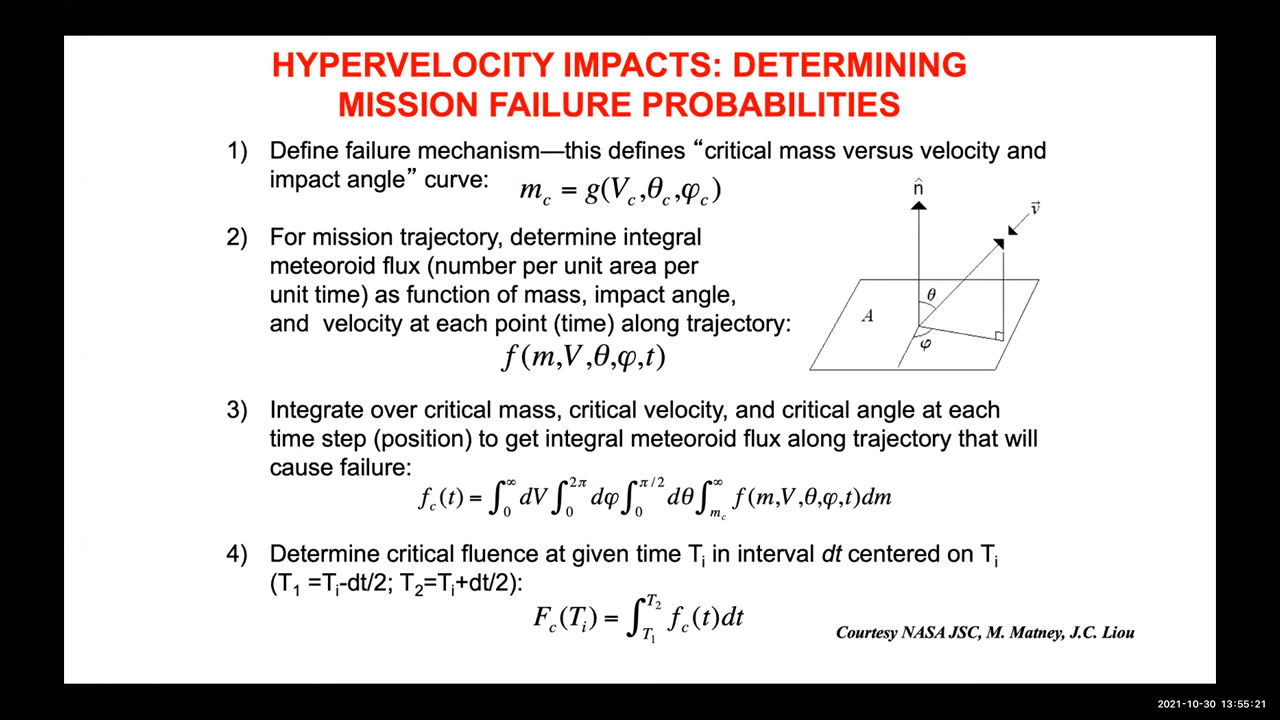 HYPERVELOCITY IMPACTS: DETERMINING
MISSION FAILURE PROBABILITIES
1) Define failure mechanism—this defines “critical mass versus velocity and
impact angle” curve: m_c = g(V_c,θ_c,φ_c)
n̂
v⃗
θ
A
φ
2) For mission trajectory, determine integral
meteoroid flux (number per unit area per
unit time) as function of mass, impact angle,
and velocity at each point (time) along trajectory:
f(m,V,θ,φ,t)
3) Integrate over critical mass, critical velocity, and critical angle at each
time step (position) to get integral meteoroid flux along trajectory that will
cause failure:
f_c(t) = ∫_0^∞ dV ∫_0^{2π} dφ ∫_0^{π/2} dθ ∫_{m_c}^∞ f(m,V,θ,φ,t)dm
4) Determine critical fluence at given time T_i in interval dt centered on T_i
(T_1 =T_i-dt/2; T_2=T_i+dt/2):
F_c(T_i) = ∫_{T_1}^{T_2} f_c(t)dt
Courtesy NASA JSC, M. Matney, J.C. Liou
2021-10-30 13:55:21